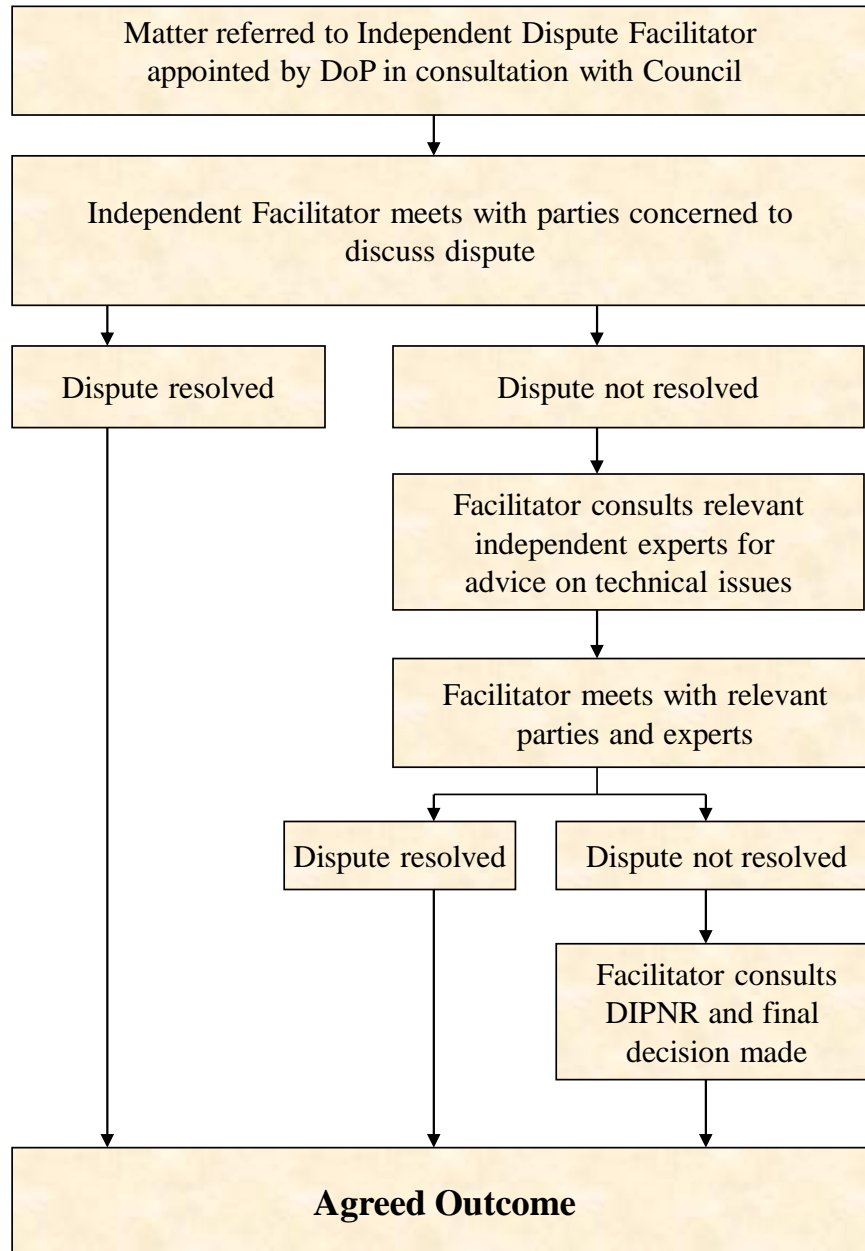 Matter referred to Independent Dispute Facilitator
appointed by DoP in consultation with Council
Independent Facilitator meets with parties concerned to
discuss dispute
Dispute resolved
Dispute not resolved
Facilitator consults relevant
independent experts for
advice on technical issues
Facilitator meets with relevant
parties and experts
Dispute resolved
Dispute not resolved
Facilitator consults
DIPNR and final
decision made
Agreed Outcome